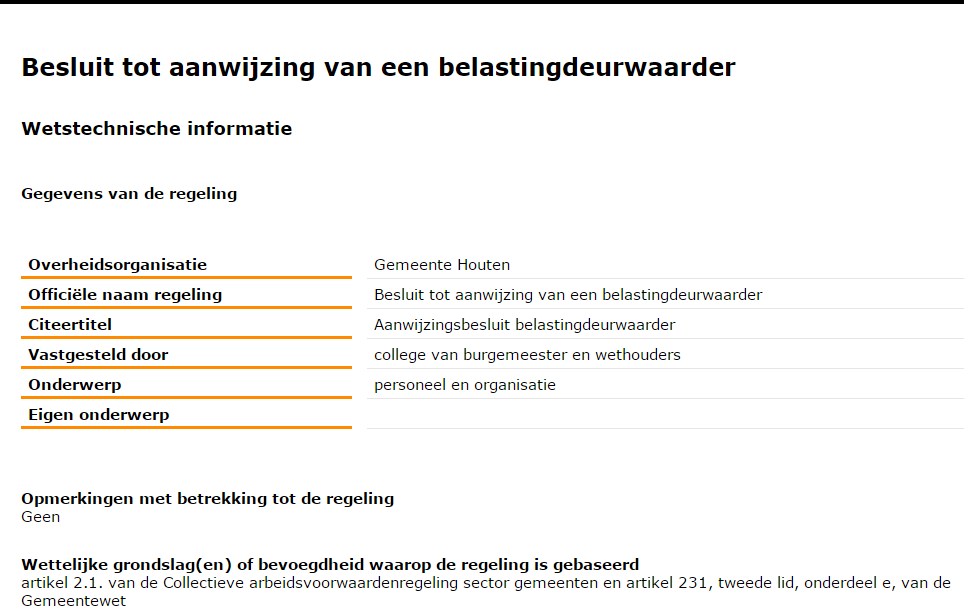 Besluit tot aanwijzing van een belastingdeurwaarder
Wetstechnische informatie
Gegevens van de regeling
Overheidsorganisatie Gemeente Houten
Officiële naam regeling Besluit tot aanwijzing van een belastingdeurwaarder
Citeertitel Aanwijzingsbesluit belastingdeurwaarder
Vastgesteld door college van burgemeester en wethouders
Onderwerp personeel en organisatie
Eigen onderwerp
Opmerkingen met betrekking tot de regeling
Geen
Wettelijke grondslag(en) of bevoegdheid waarop de regeling is gebaseerd
artikel 2.1. van de Collectieve arbeidsvoorwaardenregeling sector gemeenten en artikel 231, tweede lid, onderdeel e, van de
Gemeentewet